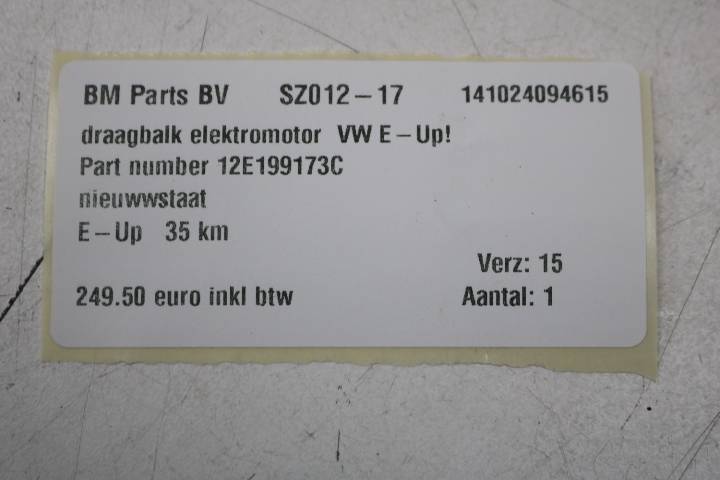 BM Parts BV SZ012-17 141024094615
draagbalk elektromotor VW E-Up!
Part number 12E199173C
nieuwwstaat
E-Up 35 km
Verz: 15
249.50 euro inkl btw Aantal: 1